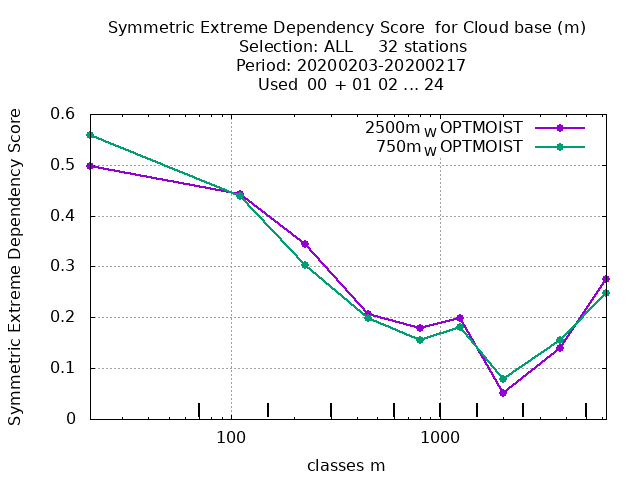 Symmetric Extreme Dependency Score  for Cloud base (m)
Selection: ALL     32 stations
Period: 20200203-20200217
Used  00  + 01 02 ... 24
Symmetric Extreme Dependency Score
0.6
0.5
0.4
0.3
0.2
0.1
0
2500m W OPTMOIST
750m W OPTMOIST
100
1000
classes m